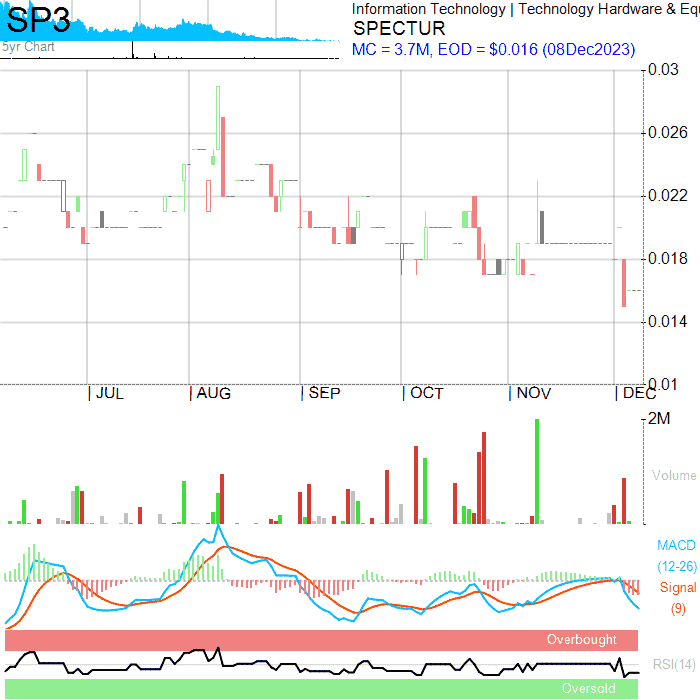 SP3
Information Technology | Technology Hardware & Equ
SPECTUR
5yr Chart
MC = 3.7M, EOD = $0.016 (08Dec2023)
0.03
0.026
0.022
0.018
0.014
0.01
JUL AUG SEP OCT NOV DEC
2M
Volume
MACD
(12-26)
Signal
(9)
Overbought
RSI(14)
Oversold